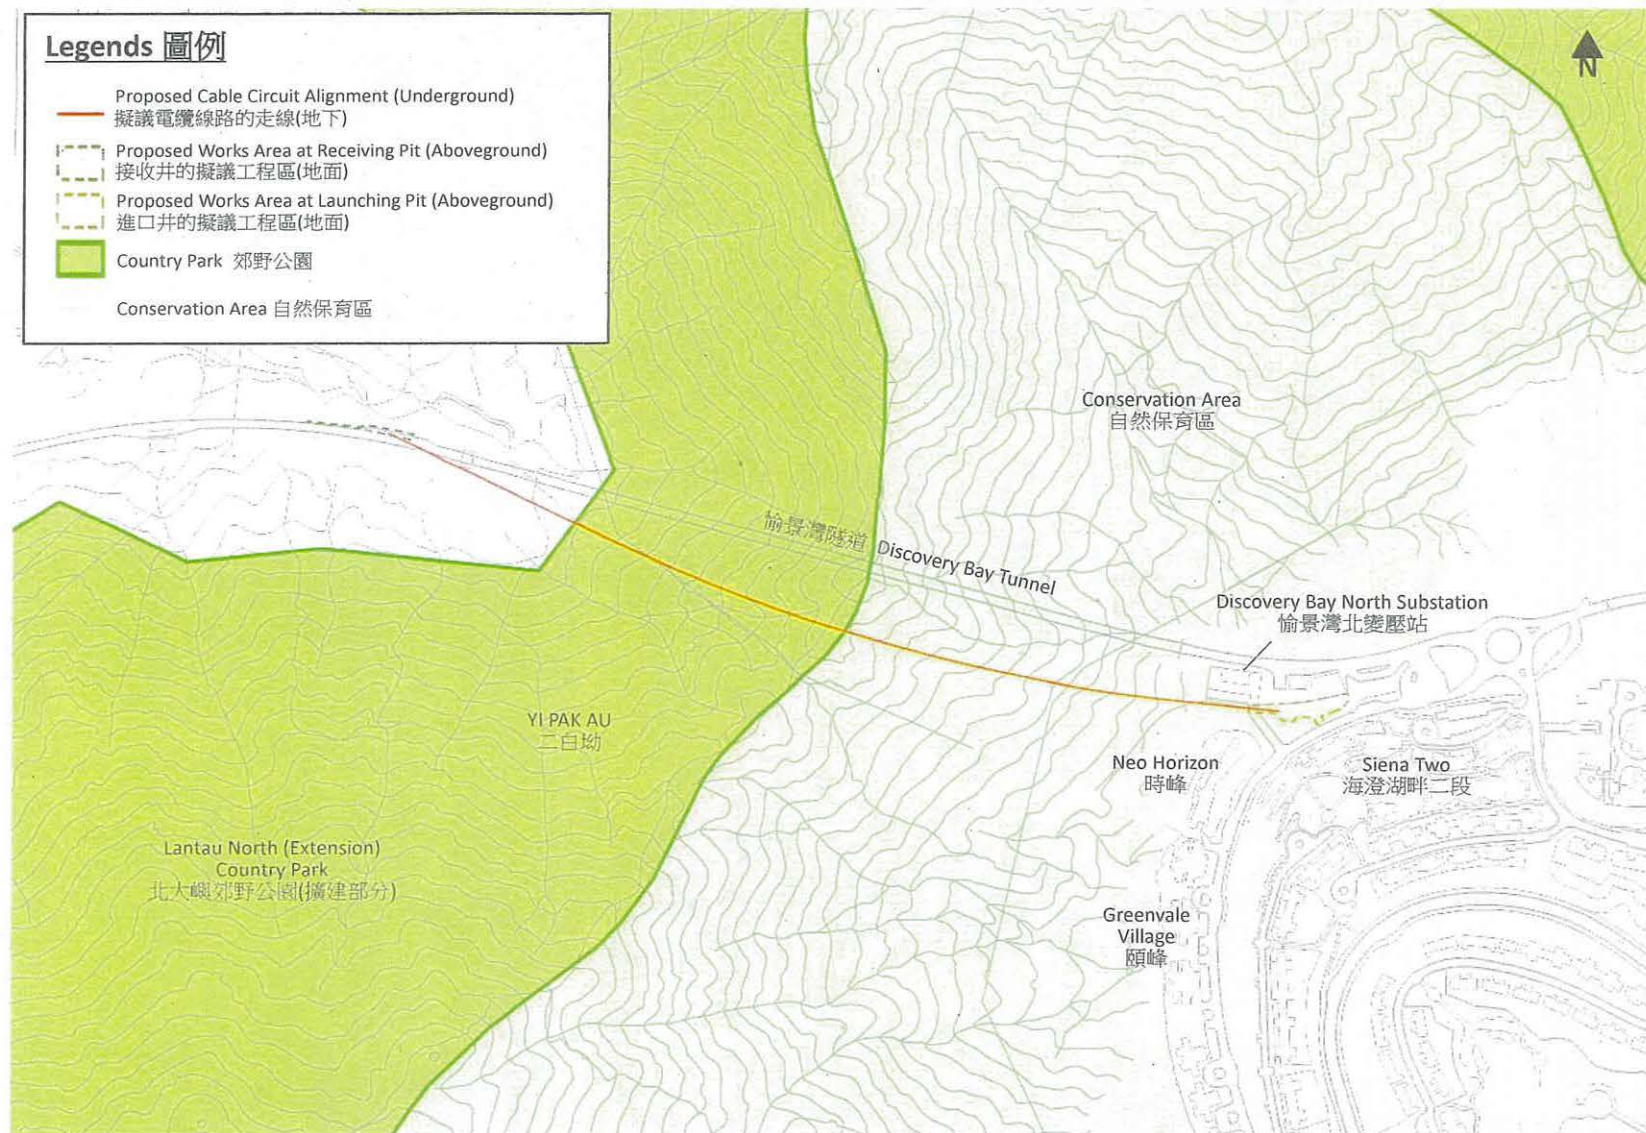 Legends 圖例
Proposed Cable Circuit Alignment (Underground)
擬議電纜線路的走線(地下)
Proposed Works Area at Receiving Pit (Aboveground)
接收井的擬議工程區(地面)
Proposed Works Area at Launching Pit (Aboveground)
進口井的擬議工程區(地面)
Country Park 郊野公園
Conservation Area 自然保育區
N
Conservation Area
自然保育區
愉景灣隧道 Discovery Bay Tunnel
Discovery Bay North Substation
愉景灣北變壓站
YI PAK AU
二白坳
Neo Horizon
時峰
Siena Two
海澄湖畔二段
Lantau North (Extension)
Country Park
北大嶼郊野公園(擴建部分)
Greenvale
Village
頤峰